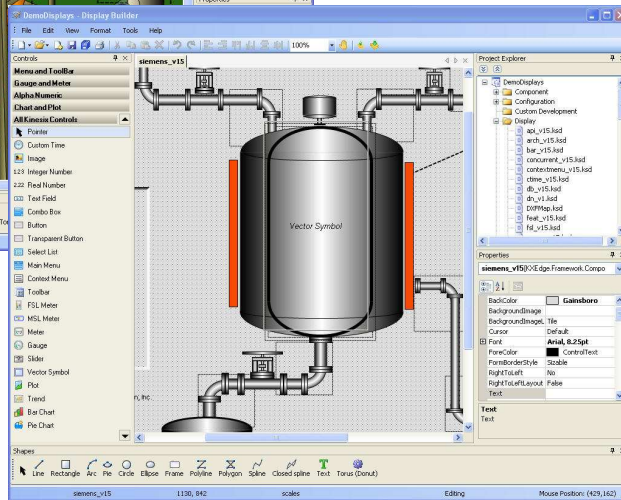 Properties
DemoDisplays - Display Builder
File Edit View Format Tools Help
100%
Controls
Menu and ToolBar
Gauge and Meter
Alpha Numeric
Chart and Plot
All Kinesix Controls
Pointer
Custom Time
Image
123 Integer Number
2.22 Real Number
Text Field
Combo Box
Button
Transparent Button
Select List
Main Menu
Context Menu
Toolbar
FSL Meter
MSL Meter
Meter
Gauge
Slider
Vector Symbol
Plot
Trend
Bar Chart
Pie Chart
siemens_v15
Vector Symbol
n, Inc.
Project Explorer
DemoDisplays
Component
Configuration
Custom Development
Display
api_v15.ksd
arch_v15.ksd
bar_v15.ksd
concurrent_v15.ksd
contextmenu_v15.ksd
ctime_v15.ksd
db_v15.ksd
dn_v1.ksd
DXFMap.ksd
feat_v15.ksd
fsl_v15.ksd
Properties
siemens_v15[KXEdge.Framework.Compo
BackColor Gainsboro
BackgroundImage
BackgroundImageL Tile
Cursor Default
Font Arial, 8.25pt
ForeColor ControlText
FormBorderStyle Sizable
RightToLeft No
RightToLeftLayout False
Text
Text
Text
Shapes
Line Rectangle Arc Pie Circle Ellipse Frame Polyline Polygon Spline Closed spline Text Torus (Donut)
siemens_v15 1130, 842 scales Editing Mouse Position: (429,162)